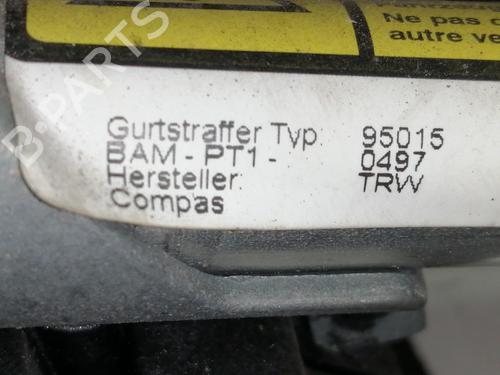 Ne pas d
autre ve
Gurtstraffer Typ 95015
BAM - PT1 - 0497
Hersteller: TRW
Compas
B-PARTS